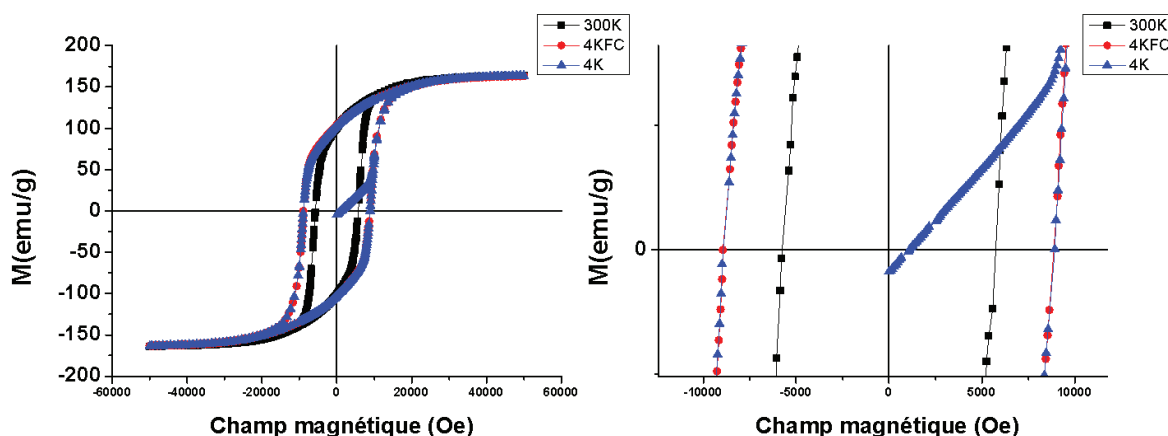 M(emu/g)
200
150
100
50
0
-50
-100
-150
-200
-60000 -40000 -20000 0 20000 40000 60000
Champ magnétique (Oe)
300K
4KFC
4K
M(emu/g)
0
-10000 -5000 0 5000 10000
Champ magnétique (Oe)
300K
4KFC
4K